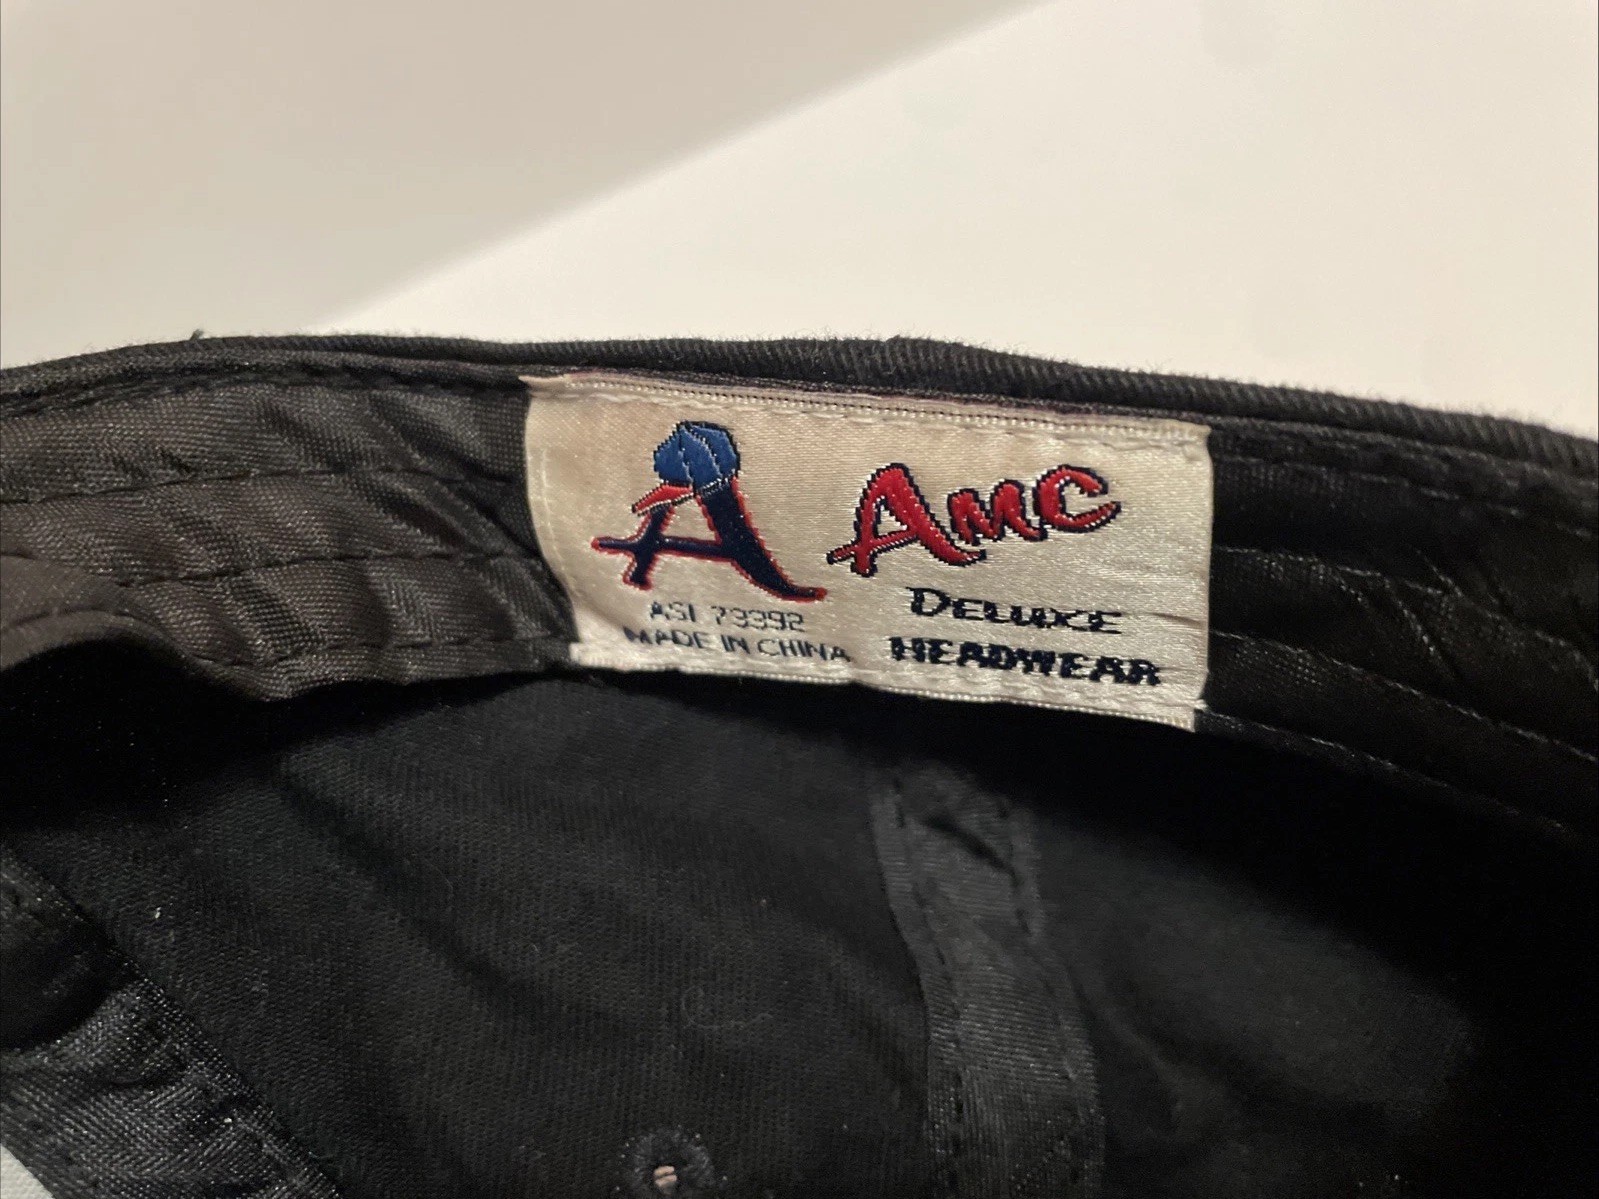 A
AMC
ASI 73392
MADE IN CHINA
DELUXE
HEADWEAR